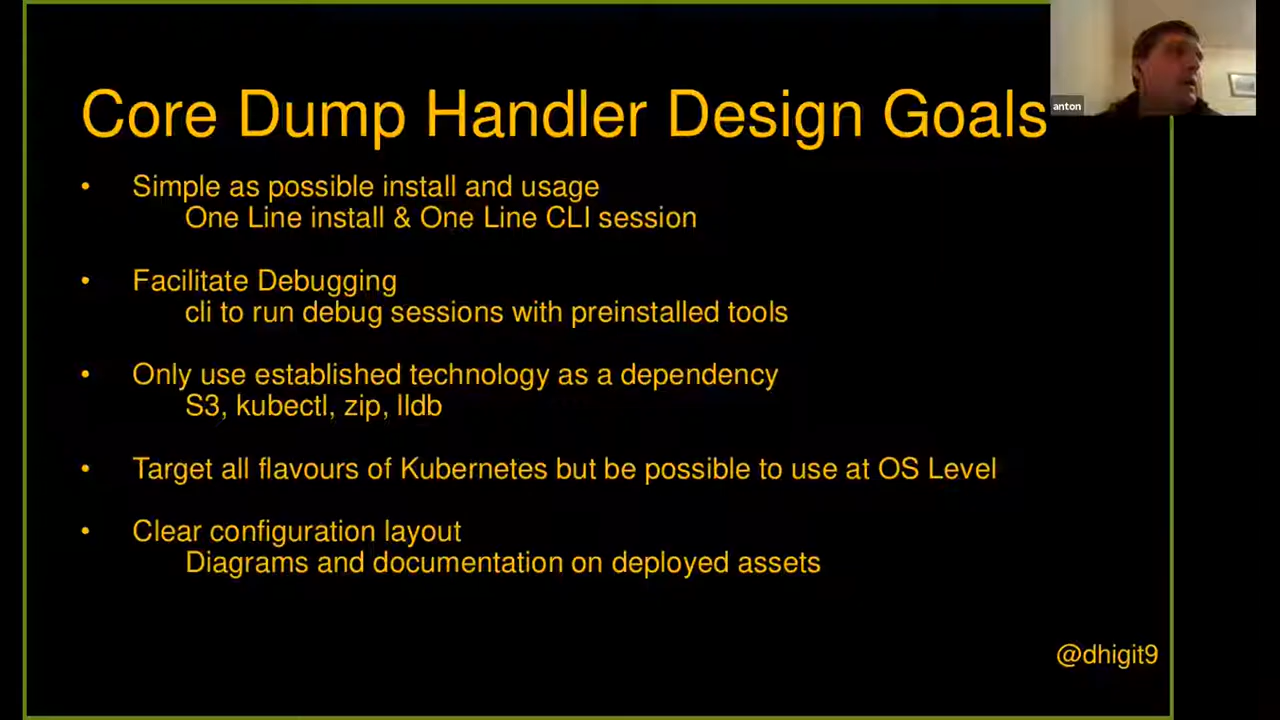 Core Dump Handler Design Goals
anton
• Simple as possible install and usage
One Line install & One Line CLI session
• Facilitate Debugging
cli to run debug sessions with preinstalled tools
• Only use established technology as a dependency
S3, kubectl, zip, lldb
• Target all flavours of Kubernetes but be possible to use at OS Level
• Clear configuration layout
Diagrams and documentation on deployed assets
@dhigit9